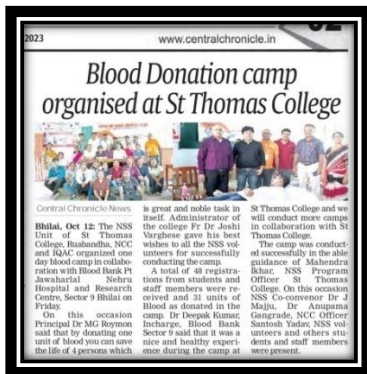 2023
www.centralchronicle.in
Blood Donation camp
organised at St Thomas College
Central Chronicle News
Bhilai, Oct 12: The NSS
Unit of St Thomas
College, Ruabandha, NCC
and IQAC organized one
day blood camp in collabo-
ration with Blood Bank Pt
Jawaharlal Nehru
Hospital and Research
Centre, Sector 9 Bhilai on
Friday.
On this occasion
Principal Dr MG Roymon
said that by donating one
unit of blood you can save
the life of 4 persons which
is great and noble task in
itself. Administrator of
the college Fr Dr Joshi
Varghese gave his best
wishes to all the NSS vol-
unteers for successfully
conducting the camp.
A total of 48 registra-
tions from students and
staff members were re-
ceived and 31 units of
Blood as donated in the
camp. Dr Deepak Kumar,
Incharge, Blood Bank
Sector 9 said that it was a
nice and healthy experi-
ence during the camp at
St Thomas College and we
will conduct more camps
in collaboration with St
Thomas College.
The camp was conduct-
ed successfully in the able
guidance of Mahendra
Ikhar, NSS Program
Officer St Thomas
College. On this occasion
NSS Co-convenor Dr J
Majju, Dr Anupama
Gangrade, NCC Officer
Santosh Yadav, NSS vol-
unteers and others stu-
dents and staff members
were present.